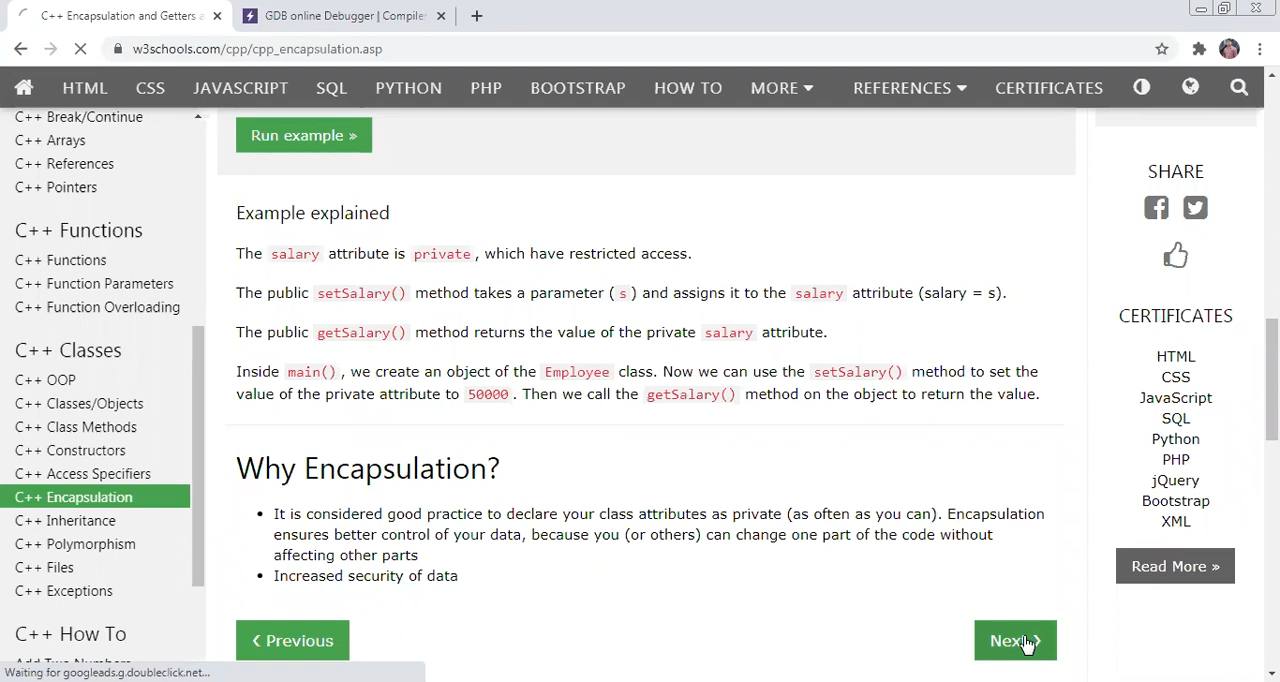 C++ Encapsulation and Getters a
GDB online Debugger | Compiler
w3schools.com/cpp/cpp_encapsulation.asp
HTML CSS JAVASCRIPT SQL PYTHON PHP BOOTSTRAP HOW TO MORE REFERENCES CERTIFICATES
C++ Break/Continue
C++ Arrays
C++ References
C++ Pointers
C++ Functions
C++ Functions
C++ Function Parameters
C++ Function Overloading
C++ Classes
C++ OOP
C++ Classes/Objects
C++ Class Methods
C++ Constructors
C++ Access Specifiers
C++ Encapsulation
C++ Inheritance
C++ Polymorphism
C++ Files
C++ Exceptions
C++ How To
Add Two Numbers
Run example »
Example explained
The salary attribute is private, which have restricted access.
The public setSalary() method takes a parameter (s) and assigns it to the salary attribute (salary = s).
The public getSalary() method returns the value of the private salary attribute.
Inside main(), we create an object of the Employee class. Now we can use the setSalary() method to set the
value of the private attribute to 50000. Then we call the getSalary() method on the object to return the value.
Why Encapsulation?
• It is considered good practice to declare your class attributes as private (as often as you can). Encapsulation
ensures better control of your data, because you (or others) can change one part of the code without
affecting other parts
• Increased security of data
❮ Previous
Next ❯
SHARE
CERTIFICATES
HTML
CSS
JavaScript
SQL
Python
PHP
jQuery
Bootstrap
XML
Read More »
Waiting for googleads.g.doubleclick.net...